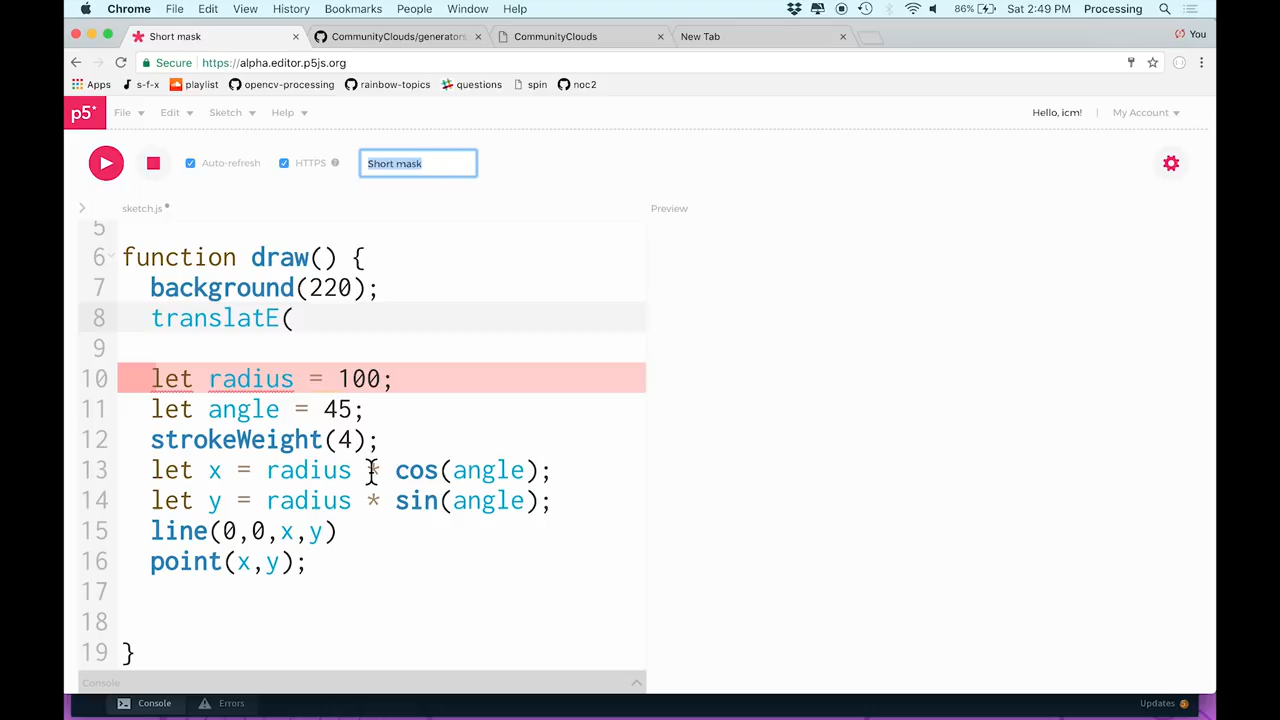 Chrome File Edit View History Bookmarks People Window Help 86% Sat 2:49 PM Processing
Short mask × CommunityClouds/generators × CommunityClouds × New Tab × You
Secure https://alpha.editor.p5js.org
Apps s-f-x playlist opencv-processing rainbow-topics questions spin noc2
p5* File Edit Sketch Help Hello, icm! | My Account
Auto-refresh HTTPS ? Short mask
sketch.js Preview
5
6 function draw() {
7 background(220);
8 translatE(
9
10 let radius = 100;
11 let angle = 45;
12 strokeWeight(4);
13 let x = radius * cos(angle);
14 let y = radius * sin(angle);
15 line(0,0,x,y)
16 point(x,y);
17
18
19 }
Console
Console Errors Updates 5